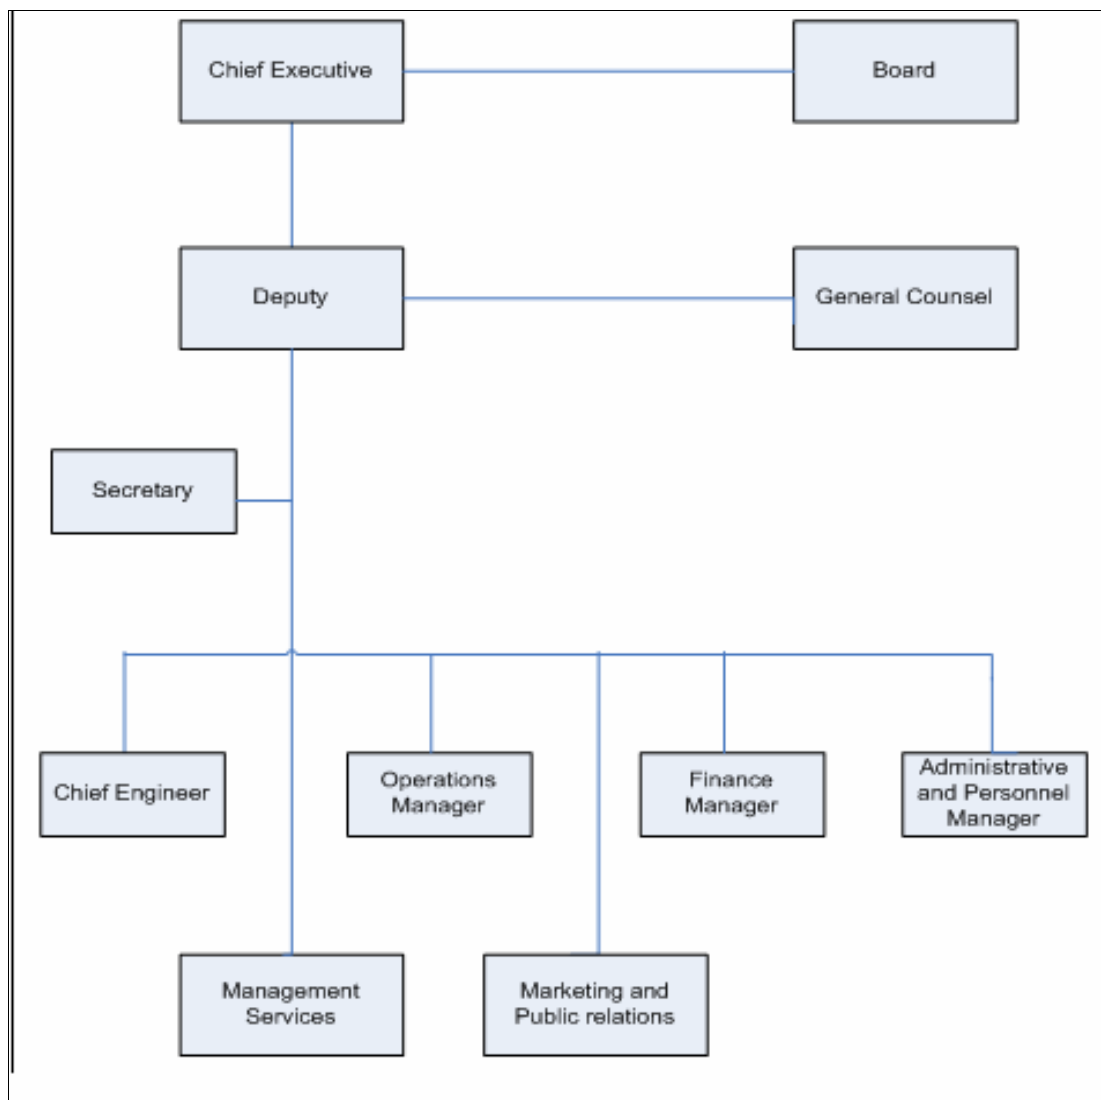 Chief Executive
Board
Deputy
General Counsel
Secretary
Chief Engineer
Operations
Manager
Finance
Manager
Administrative
and Personnel
Manager
Management
Services
Marketing and
Public relations